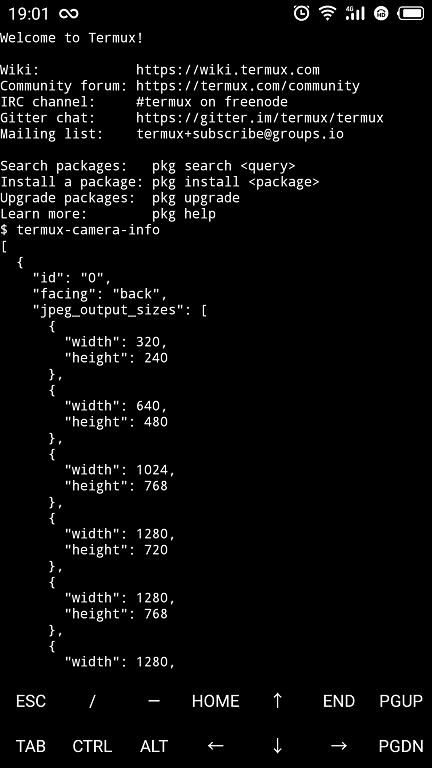 19:01 4G HD
Welcome to Termux!
Wiki: https://wiki.termux.com
Community forum: https://termux.com/community
IRC channel: #termux on freenode
Gitter chat: https://gitter.im/termux/termux
Mailing list: termux+subscribe@groups.io
Search packages: pkg search <query>
Install a package: pkg install <package>
Upgrade packages: pkg upgrade
Learn more: pkg help
$ termux-camera-info
[
{
"id": "0",
"facing": "back",
"jpeg_output_sizes": [
{
"width": 320,
"height": 240
},
{
"width": 640,
"height": 480
},
{
"width": 1024,
"height": 768
},
{
"width": 1280,
"height": 720
},
{
"width": 1280,
"height": 768
},
{
"width": 1280,
ESC / — HOME ↑ END PGUP
TAB CTRL ALT ← ↓ → PGDN